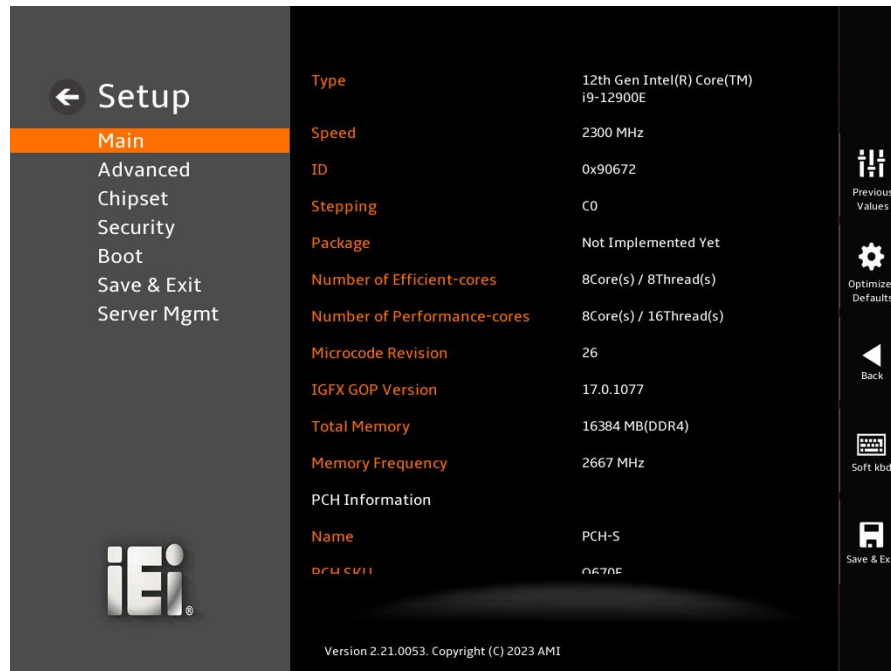 Setup
Main
Advanced
Chipset
Security
Boot
Save & Exit
Server Mgmt
iEi®
Type 12th Gen Intel(R) Core(TM)
i9-12900E
Speed 2300 MHz
ID 0x90672
Stepping C0
Package Not Implemented Yet
Number of Efficient-cores 8Core(s) / 8Thread(s)
Number of Performance-cores 8Core(s) / 16Thread(s)
Microcode Revision 26
IGFX GOP Version 17.0.1077
Total Memory 16384 MB(DDR4)
Memory Frequency 2667 MHz
PCH Information
Name PCH-S
PCH SKU Q670E
Version 2.21.0053. Copyright (C) 2023 AMI
Previous
Values
Optimize
Defaults
Back
Soft kbd
Save & Ex